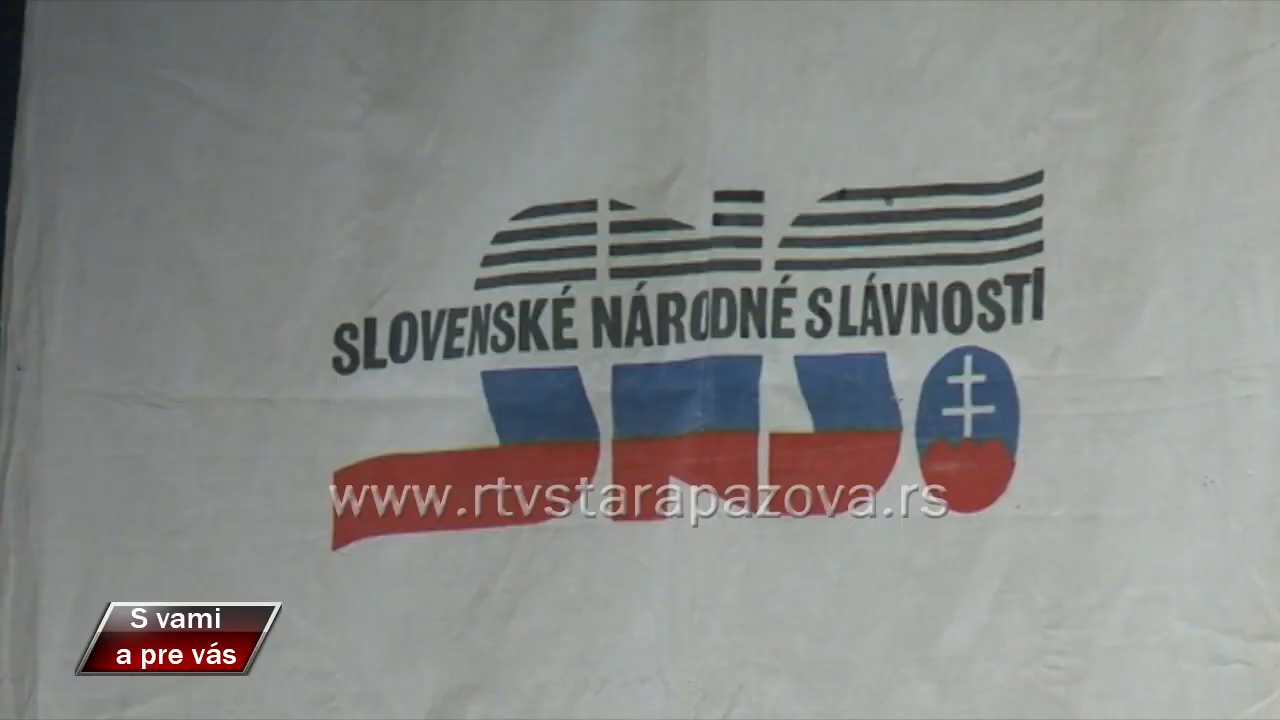 SLOVENSKÉ NÁRODNÉ SLÁVNOSTI
www.rtvstarapazova.rs
S vami
a pre vás